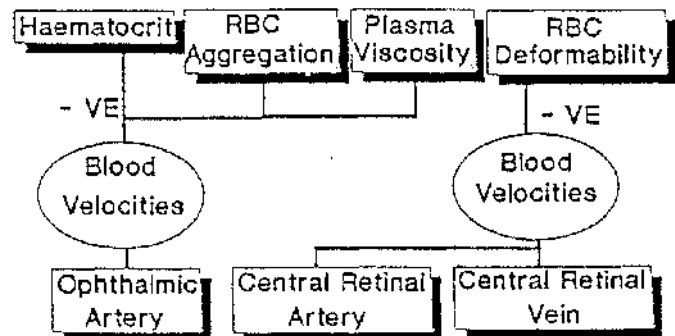 Haematocrit
RBC
Aggregation
Plasma
Viscosity
RBC
Deformability
- VE
- VE
Blood
Velocities
Blood
Velocities
Ophthalmic
Artery
Central Retinal
Artery
Central Retinal
Vein